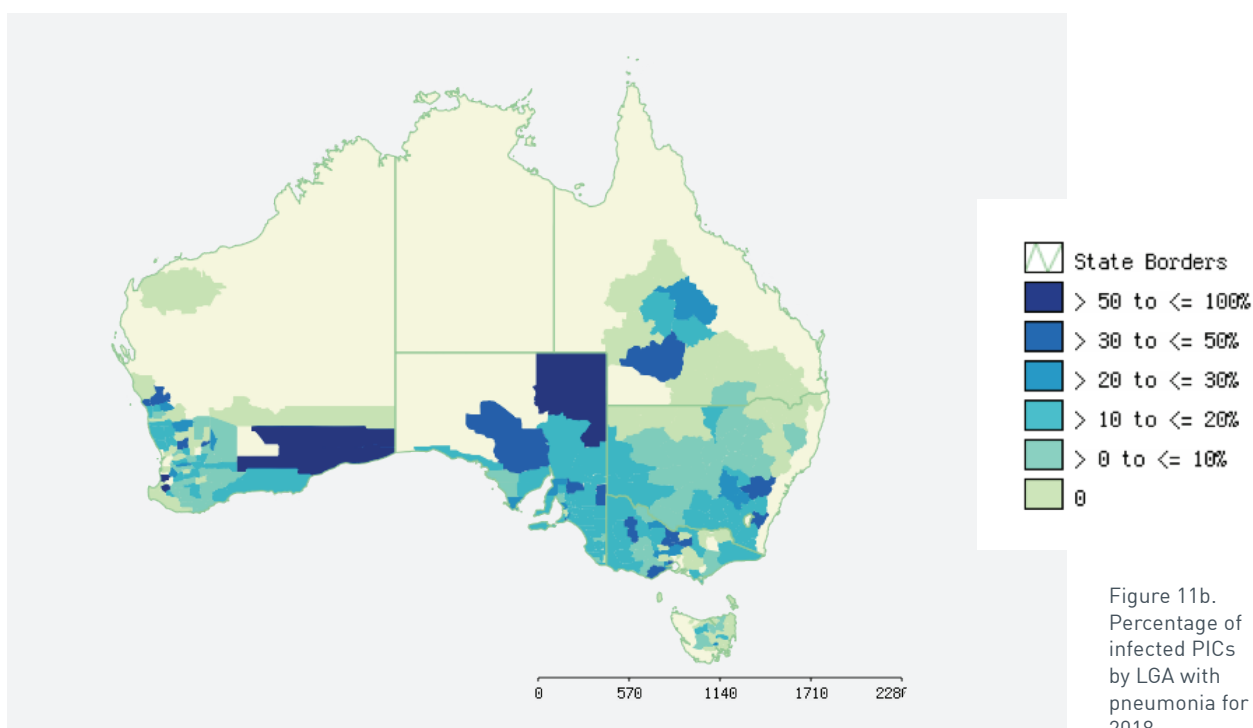 State Borders
> 50 to <= 100%
> 30 to <= 50%
> 20 to <= 30%
> 10 to <= 20%
> 0 to <= 10%
0
Figure 11b.
Percentage of
infected PICs
by LGA with
pneumonia for
0 570 1140 1710